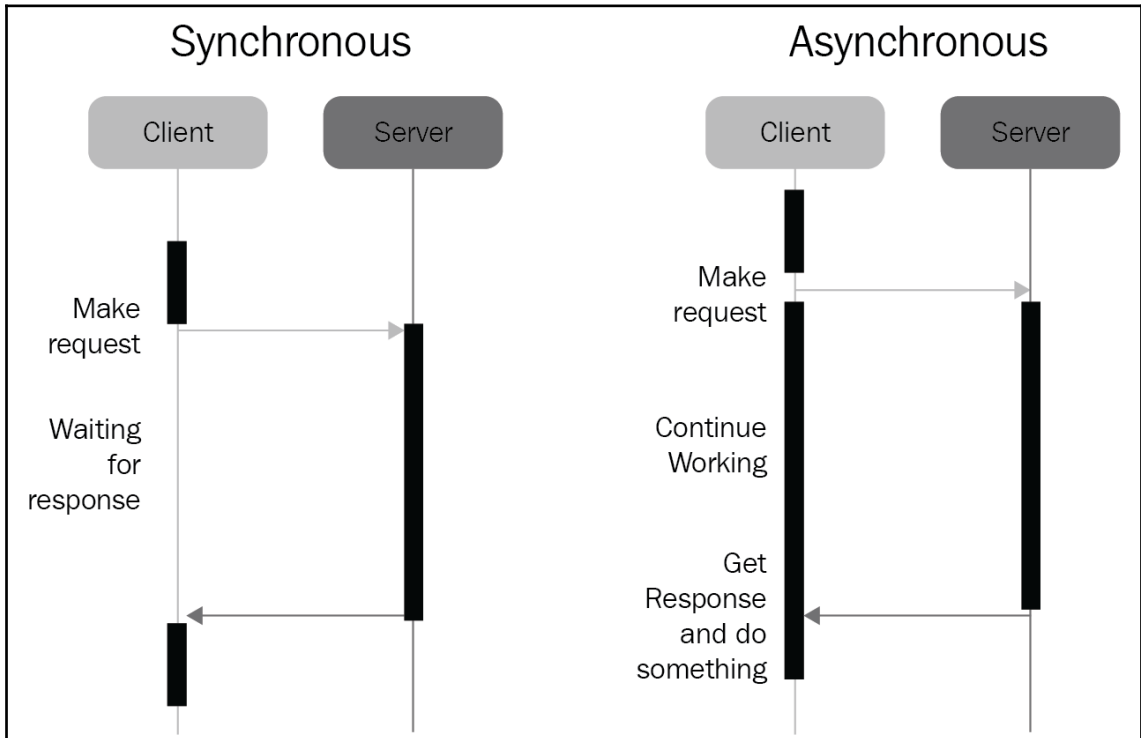 Synchronous
Client
Server
Make
request
Waiting
for
response
Asynchronous
Client
Server
Make
request
Continue
Working
Get
Response
and do
something